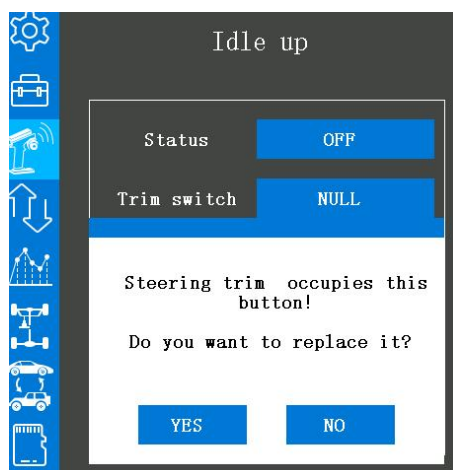 Idle up
Status OFF
Trim switch NULL
Steering trim occupies this
button!
Do you want to replace it?
YES NO